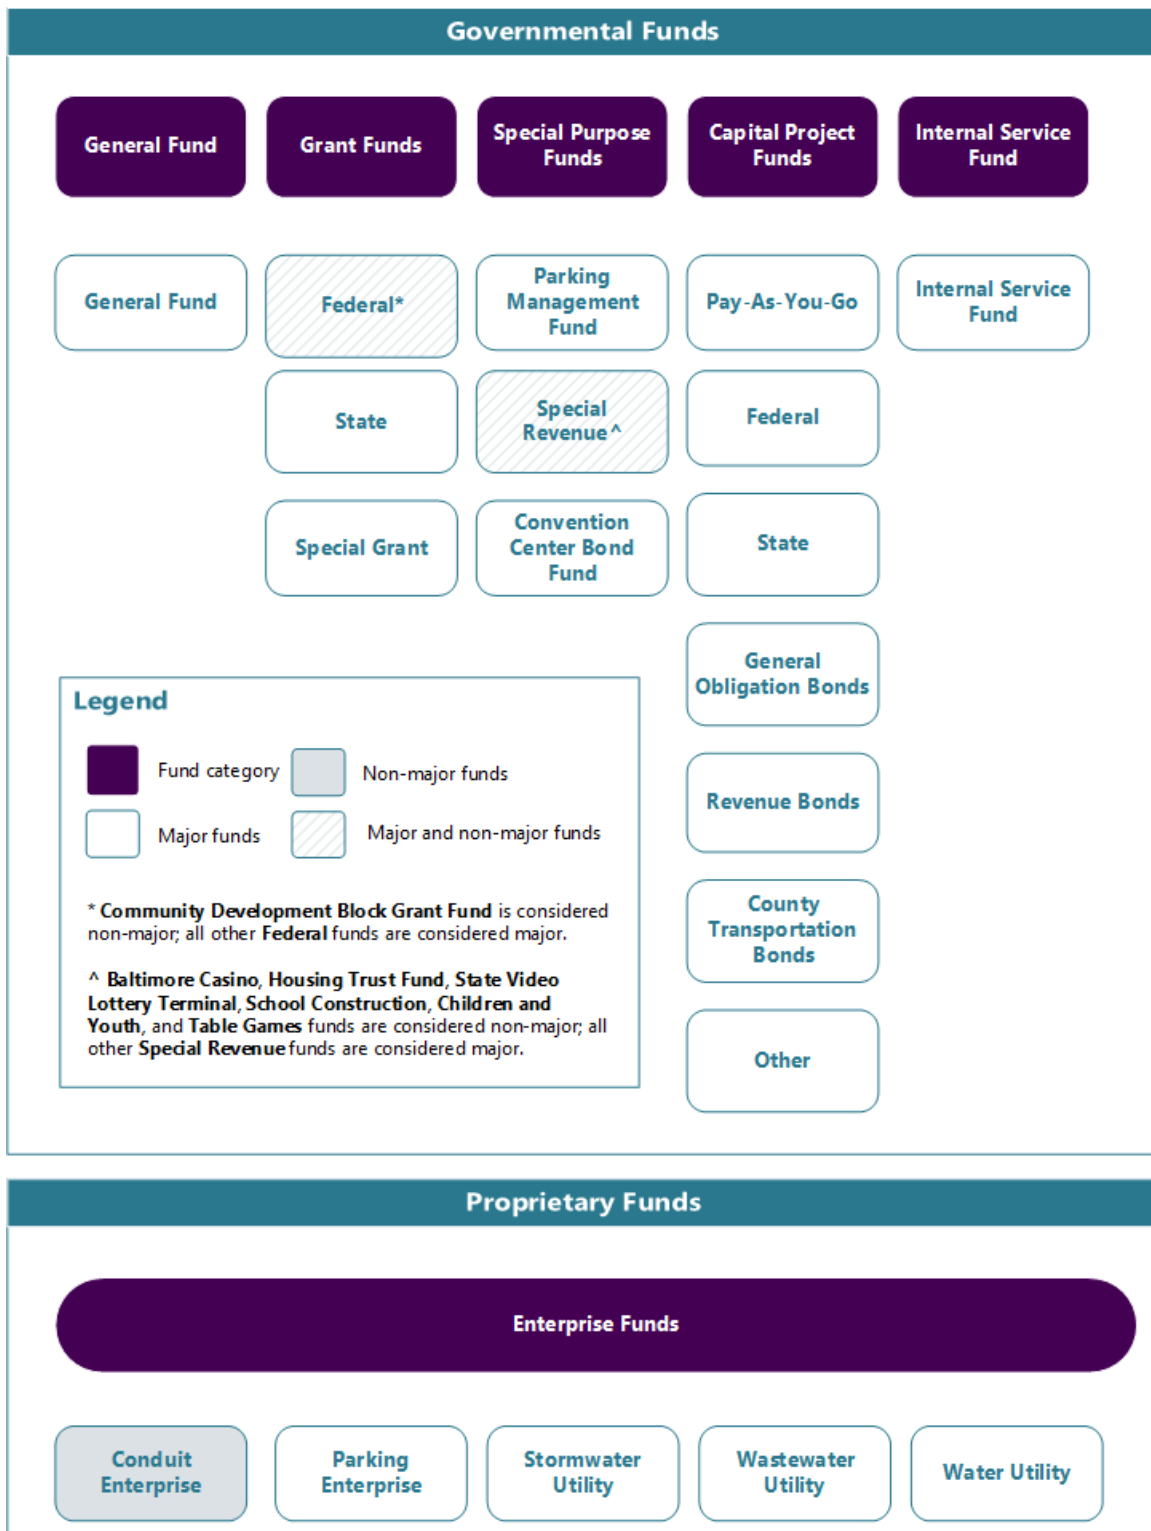 Governmental Funds
General Fund
Grant Funds
Special Purpose
Funds
Capital Project
Funds
Internal Service
Fund
General Fund
Federal*
Parking
Management
Fund
Pay-As-You-Go
Internal Service
Fund
State
Special
Revenue^
Federal
Special Grant
Convention
Center Bond
Fund
State
General
Obligation Bonds
Revenue Bonds
County
Transportation
Bonds
Other
Legend
Fund category
Non-major funds
Major funds
Major and non-major funds
* Community Development Block Grant Fund is considered
non-major; all other Federal funds are considered major.
^ Baltimore Casino, Housing Trust Fund, State Video
Lottery Terminal, School Construction, Children and
Youth, and Table Games funds are considered non-major; all
other Special Revenue funds are considered major.
Proprietary Funds
Enterprise Funds
Conduit
Enterprise
Parking
Enterprise
Stormwater
Utility
Wastewater
Utility
Water Utility